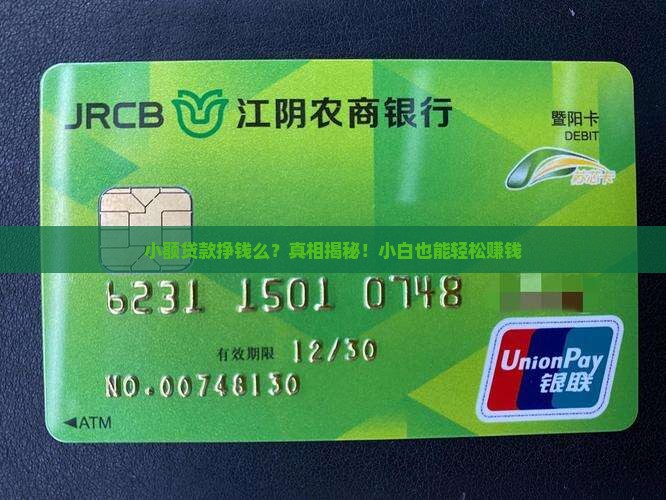 JRCB 江阴农商银行
暨阳卡
DEBIT
小额贷款挣钱么？真相揭秘！小白也能轻松赚钱
6231 1501 0748
有效期限 12/30
UnionPay
银联
◀ATM